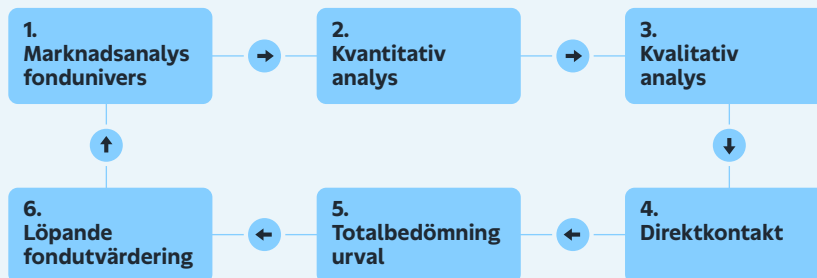 1.
Marknadsanalys
fondunivers
2.
Kvantitativ
analys
3.
Kvalitativ
analys
4.
Direktkontakt
5.
Totalbedömning
urval
6.
Löpande
fondutvärdering